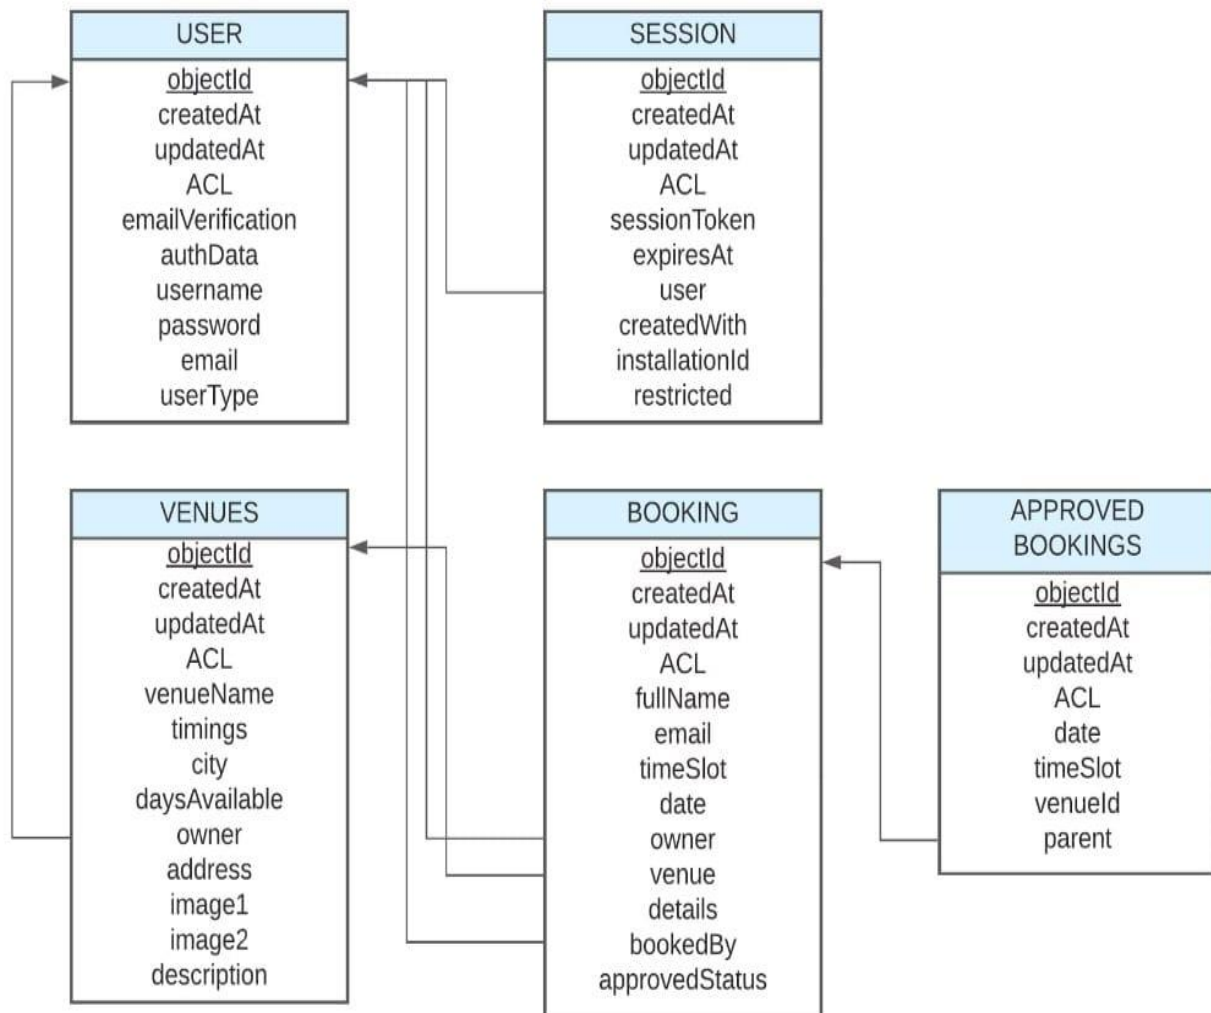 USER
objectId
createdAt
updatedAt
ACL
emailVerification
authData
username
password
email
userType
SESSION
objectId
createdAt
updatedAt
ACL
sessionToken
expiresAt
user
createdWith
installationId
restricted
VENUES
objectId
createdAt
updatedAt
ACL
venueName
timings
city
daysAvailable
owner
address
image1
image2
description
BOOKING
objectId
createdAt
updatedAt
ACL
fullName
email
timeSlot
date
owner
venue
details
bookedBy
approvedStatus
APPROVED
BOOKINGS
objectId
createdAt
updatedAt
ACL
date
timeSlot
venueId
parent